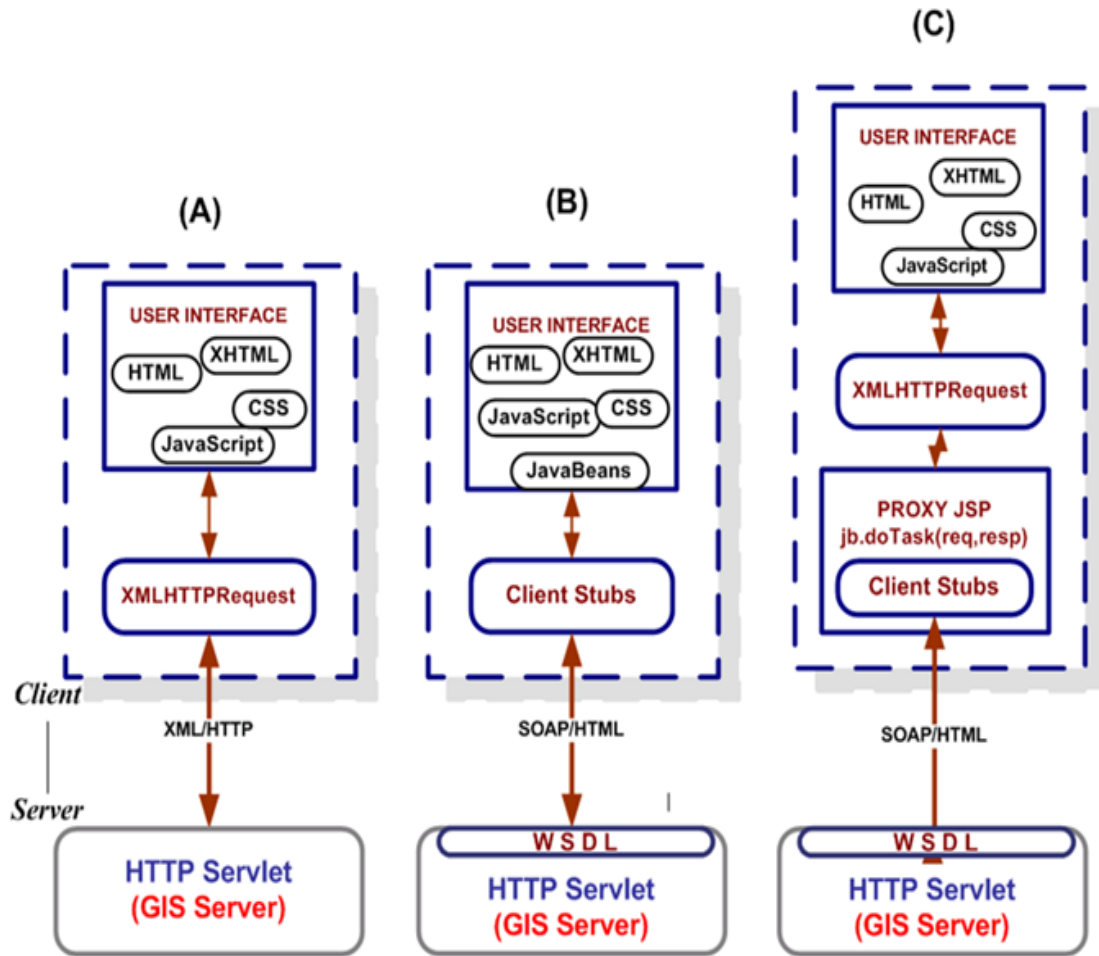 (A)
USER INTERFACE
HTML
XHTML
CSS
JavaScript
XMLHTTPRequest
XML/HTTP
HTTP Servlet
(GIS Server)
(B)
USER INTERFACE
HTML
XHTML
JavaScript
CSS
JavaBeans
Client Stubs
SOAP/HTML
W S D L
HTTP Servlet
(GIS Server)
(C)
USER INTERFACE
XHTML
HTML
CSS
JavaScript
XMLHTTPRequest
PROXY JSP
jb.doTask(req,resp)
Client Stubs
SOAP/HTML
W S D L
HTTP Servlet
(GIS Server)
Client
Server